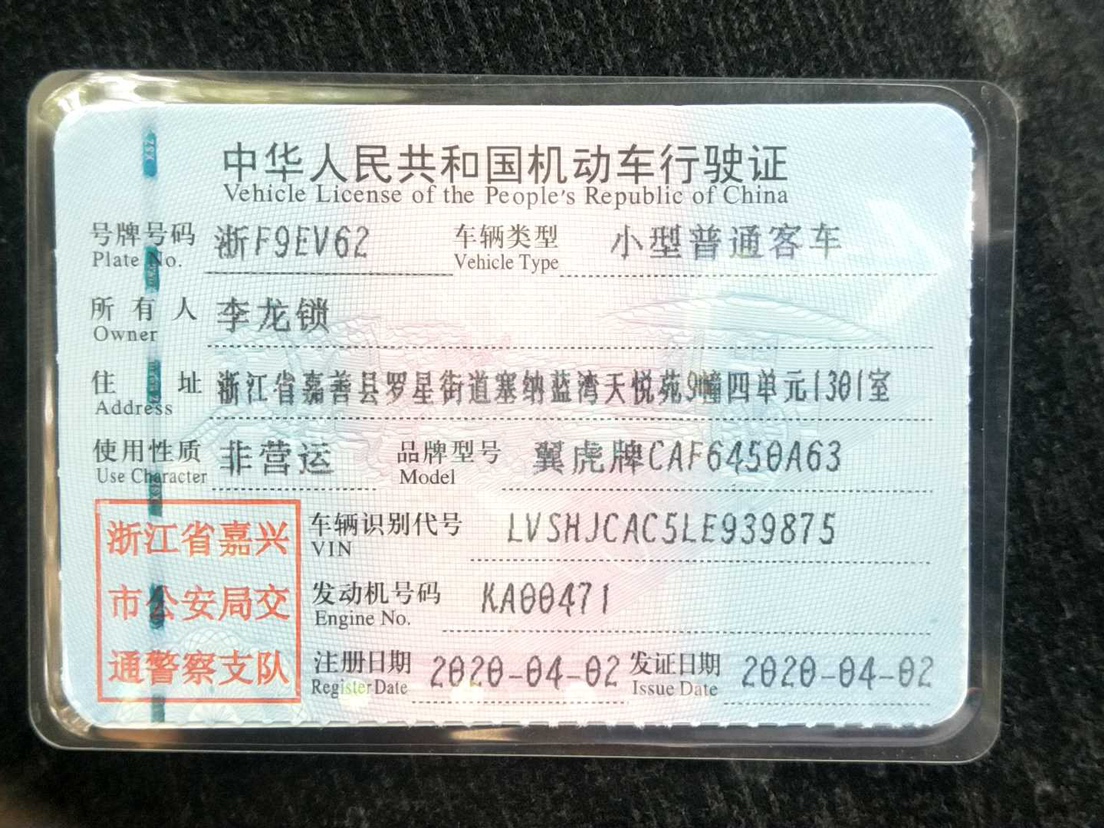 中华人民共和国机动车行驶证
Vehicle License of the People's Republic of China
号牌号码 浙F9EV62 车辆类型 小型普通客车
Plate No. Vehicle Type
所有人 李龙锁
Owner
住址 浙江省嘉善县罗星街道塞纳蓝湾天悦苑9幢四单元1301室
Address
使用性质 非营运 品牌型号 翼虎牌CAF6450A63
Use Character Model
浙江省嘉兴
市公安局交
通警察支队
车辆识别代号 LVSHJCAC5LE939875
VIN
发动机号码 KA00471
Engine No.
注册日期 2020-04-02 发证日期 2020-04-02
Register Date Issue Date